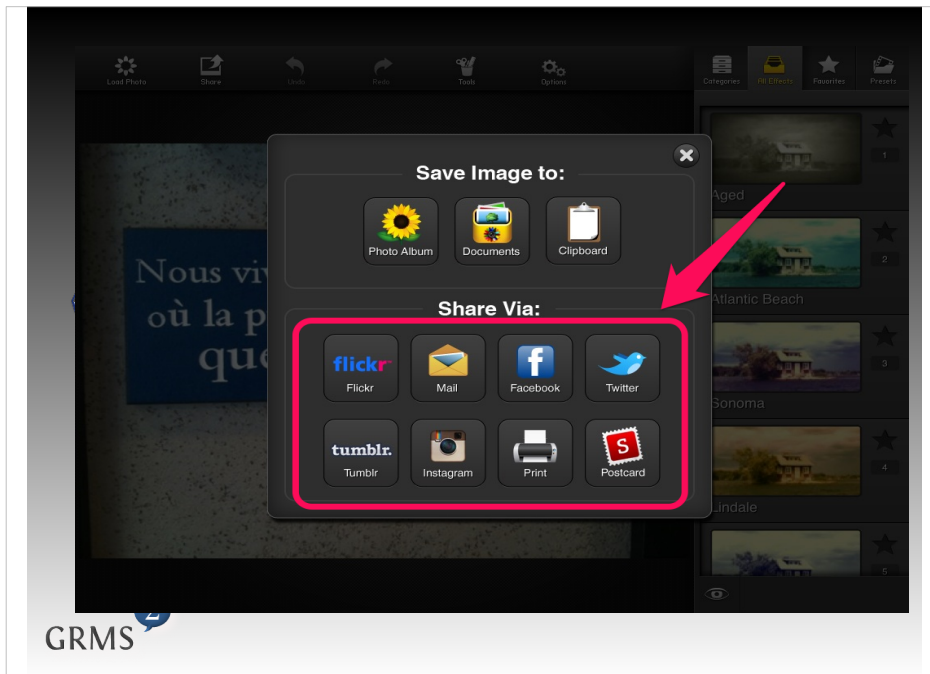 Load Photo
Share
Undo
Redo
Tools
Options
Categories
All Effects
Favorites
Presets
Save Image to:
Photo Album
Documents
Clipboard
Share Via:
flickr
Flickr
Mail
f
Facebook
Twitter
tumblr.
Tumblr
Instagram
Print
S
Postcard
Nous viv
où la p
que
1
Aged
2
Atlantic Beach
3
Sonoma
4
Lindale
5
GRMS
2